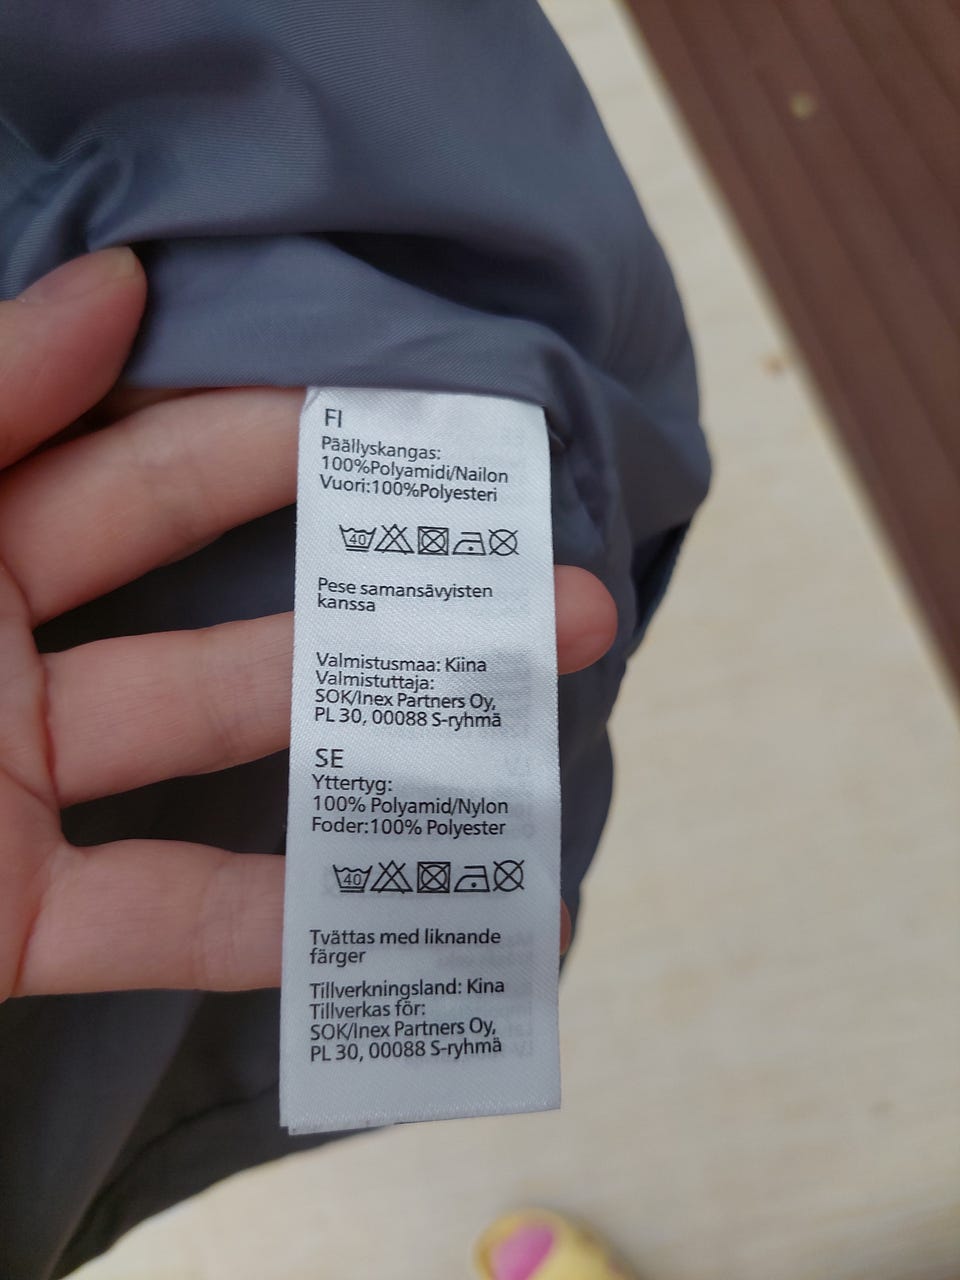 FI
Päällyskangas:
100%Polyamidi/Nailon
Vuori:100%Polyesteri
40
Pese samansävyisten
kanssa
Valmistusmaa: Kiina
Valmistuttaja:
SOK/Inex Partners Oy,
PL 30, 00088 S-ryhmä
SE
Yttertyg:
100% Polyamid/Nylon
Foder:100% Polyester
40
Tvättas med liknande
färger
Tillverkningsland: Kina
Tillverkas för:
SOK/Inex Partners Oy,
PL 30, 00088 S-ryhmä